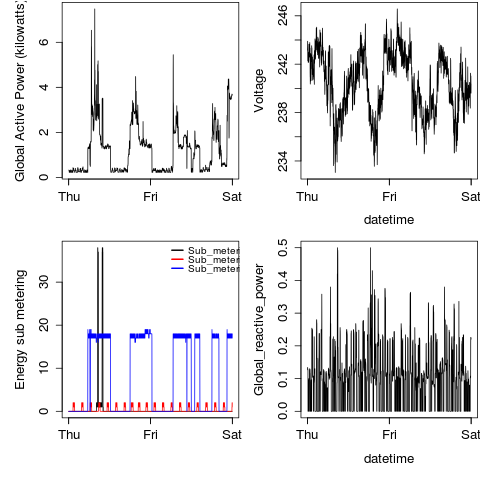 Global Active Power (kilowatts)
6
4
2
0
Thu Fri Sat
Voltage
242
238
234
Thu Fri Sat
datetime
Energy sub metering
30
20
10
0
Sub_meter
Sub_meter
Sub_meter
Thu Fri Sat
Global_reactive_power
0.5
0.4
0.3
0.2
0.1
0.0
Thu Fri Sat
datetime